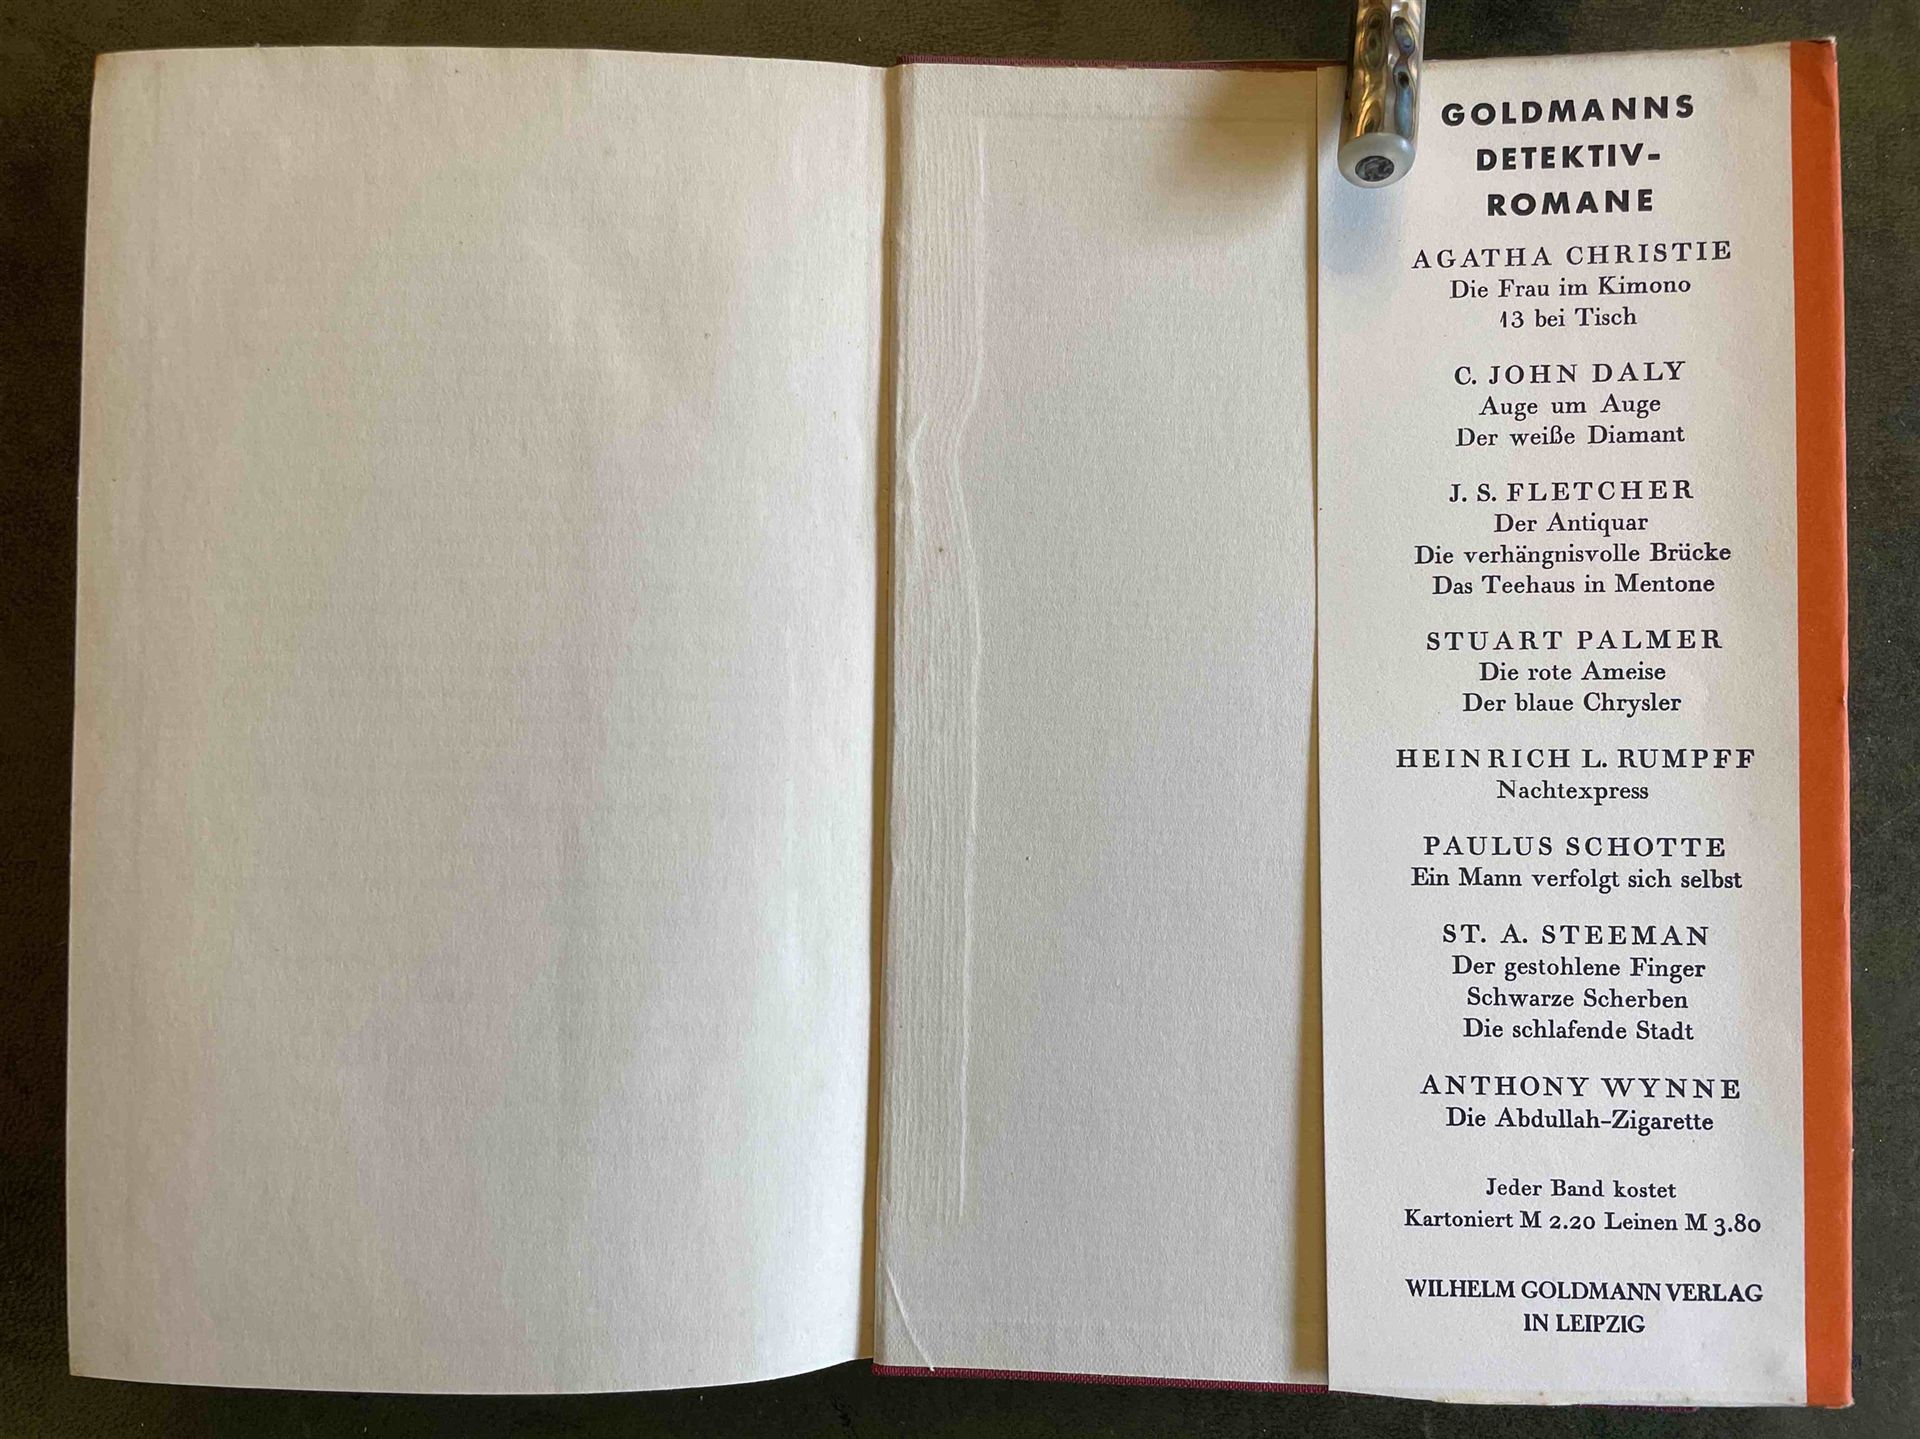 GOLDMANNS
DETEKTIV-
ROMANE
AGATHA CHRISTIE
Die Frau im Kimono
13 bei Tisch
C. JOHN DALY
Auge um Auge
Der weiße Diamant
J. S. FLETCHER
Der Antiquar
Die verhängnisvolle Brücke
Das Teehaus in Mentone
STUART PALMER
Die rote Ameise
Der blaue Chrysler
HEINRICH L. RUMPFF
Nachtexpress
PAULUS SCHOTTE
Ein Mann verfolgt sich selbst
ST. A. STEEMAN
Der gestohlene Finger
Schwarze Scherben
Die schlafende Stadt
ANTHONY WYNNE
Die Abdullah-Zigarette
Jeder Band kostet
Kartoniert M 2.20 Leinen M 3.80
WILHELM GOLDMANN VERLAG
IN LEIPZIG